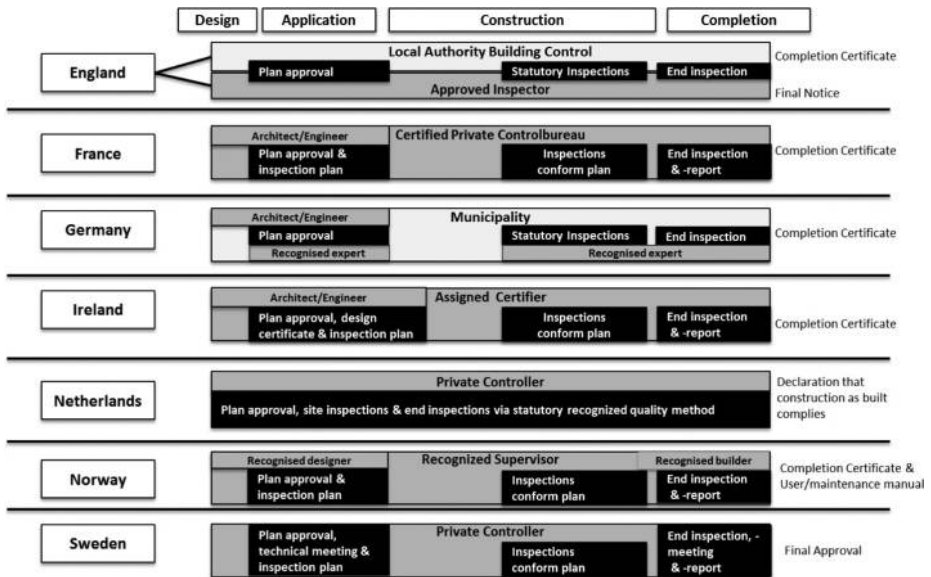 Design
Application
Construction
Completion
England
Local Authority Building Control
Plan approval
Statutory Inspections
End inspection
Approved Inspector
Completion Certificate
Final Notice
France
Architect/Engineer
Certified Private Controlbureau
Plan approval &
inspection plan
Inspections
conform plan
End inspection
& -report
Completion Certificate
Germany
Architect/Engineer
Municipality
Plan approval
Statutory Inspections
End inspection
Recognised expert
Recognised expert
Completion Certificate
Ireland
Architect/Engineer
Assigned Certifier
Plan approval, design
certificate & inspection plan
Inspections
conform plan
End inspection
& -report
Completion Certificate
Netherlands
Private Controller
Plan approval, site inspections & end inspections via statutory recognized quality method
Declaration that
construction as built
complies
Norway
Recognised designer
Recognized Supervisor
Recognised builder
Plan approval &
inspection plan
Inspections
conform plan
End inspection
& -report
Completion Certificate &
User/maintenance manual
Sweden
Private Controller
Plan approval,
technical meeting &
inspection plan
Inspections
conform plan
End inspection, -
meeting
& -report
Final Approval